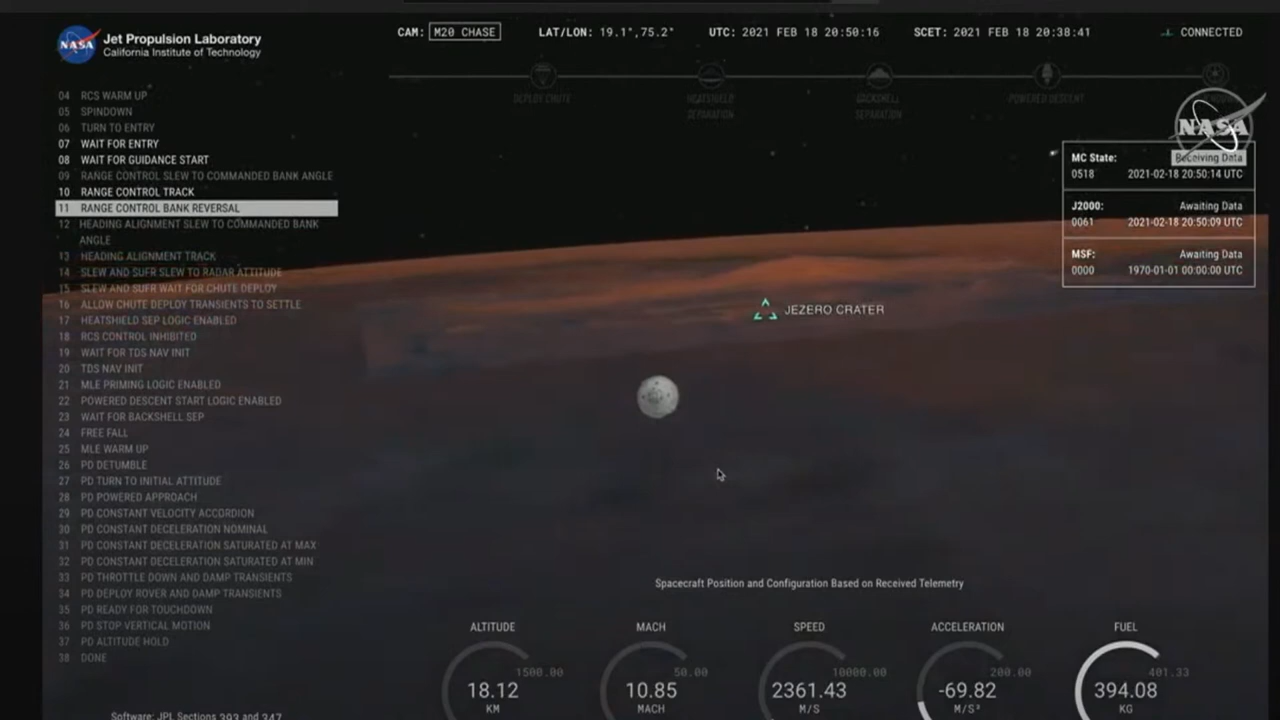 NASA
Jet Propulsion Laboratory
California Institute of Technology
CAM: M20 CHASE
LAT/LON: 19.1°,75.2°
UTC: 2021 FEB 18 20:50:16
SCET: 2021 FEB 18 20:38:41
CONNECTED
DEPLOY CHUTE
HEATSHIELD
SEPARATION
BACKSHELL
SEPARATION
POWERED DESCENT
NASA
MC State: Receiving Data
0518 2021-02-18 20:50:14 UTC
J2000: Awaiting Data
0061 2021-02-18 20:50:09 UTC
MSF: Awaiting Data
0000 1970-01-01 00:00:00 UTC
04 RCS WARM UP
05 SPINDOWN
06 TURN TO ENTRY
07 WAIT FOR ENTRY
08 WAIT FOR GUIDANCE START
09 RANGE CONTROL SLEW TO COMMANDED BANK ANGLE
10 RANGE CONTROL TRACK
11 RANGE CONTROL BANK REVERSAL
12 HEADING ALIGNMENT SLEW TO COMMANDED BANK
ANGLE
13 HEADING ALIGNMENT TRACK
14 SLEW AND SUFR SLEW TO RADAR ATTITUDE
15 SLEW AND SUFR WAIT FOR CHUTE DEPLOY
16 ALLOW CHUTE DEPLOY TRANSIENTS TO SETTLE
17 HEATSHIELD SEP LOGIC ENABLED
18 RCS CONTROL INHIBITED
19 WAIT FOR TDS NAV INIT
20 TDS NAV INIT
21 MLE PRIMING LOGIC ENABLED
22 POWERED DESCENT START LOGIC ENABLED
23 WAIT FOR BACKSHELL SEP
24 FREE FALL
25 MLE WARM UP
26 PD DETUMBLE
27 PD TURN TO INITIAL ATTITUDE
28 PD POWERED APPROACH
29 PD CONSTANT VELOCITY ACCORDION
30 PD CONSTANT DECELERATION NOMINAL
31 PD CONSTANT DECELERATION SATURATED AT MAX
32 PD CONSTANT DECELERATION SATURATED AT MIN
33 PD THROTTLE DOWN AND DAMP TRANSIENTS
34 PD DEPLOY ROVER AND DAMP TRANSIENTS
35 PD READY FOR TOUCHDOWN
36 PD STOP VERTICAL MOTION
37 PD ALTITUDE HOLD
38 DONE
JEZERO CRATER
Spacecraft Position and Configuration Based on Received Telemetry
ALTITUDE
1500.00
18.12
KM
MACH
50.00
10.85
MACH
SPEED
10000.00
2361.43
M/S
ACCELERATION
200.00
-69.82
M/S²
FUEL
401.33
394.08
KG
Software: JPL Sections 393 and 347